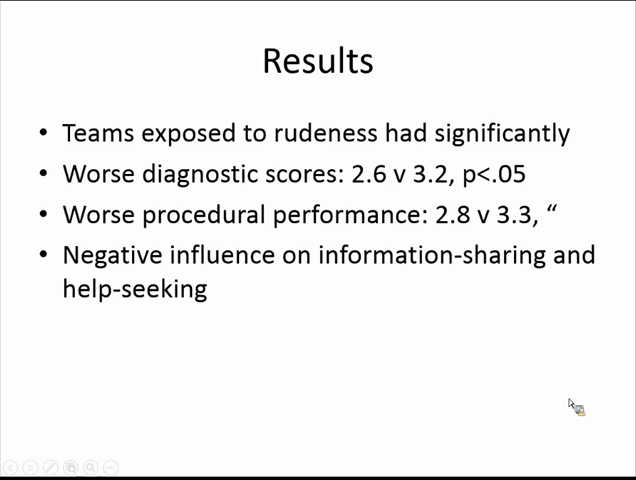 Results
• Teams exposed to rudeness had significantly
• Worse diagnostic scores: 2.6 v 3.2, p<.05
• Worse procedural performance: 2.8 v 3.3, “
• Negative influence on information-sharing and
help-seeking